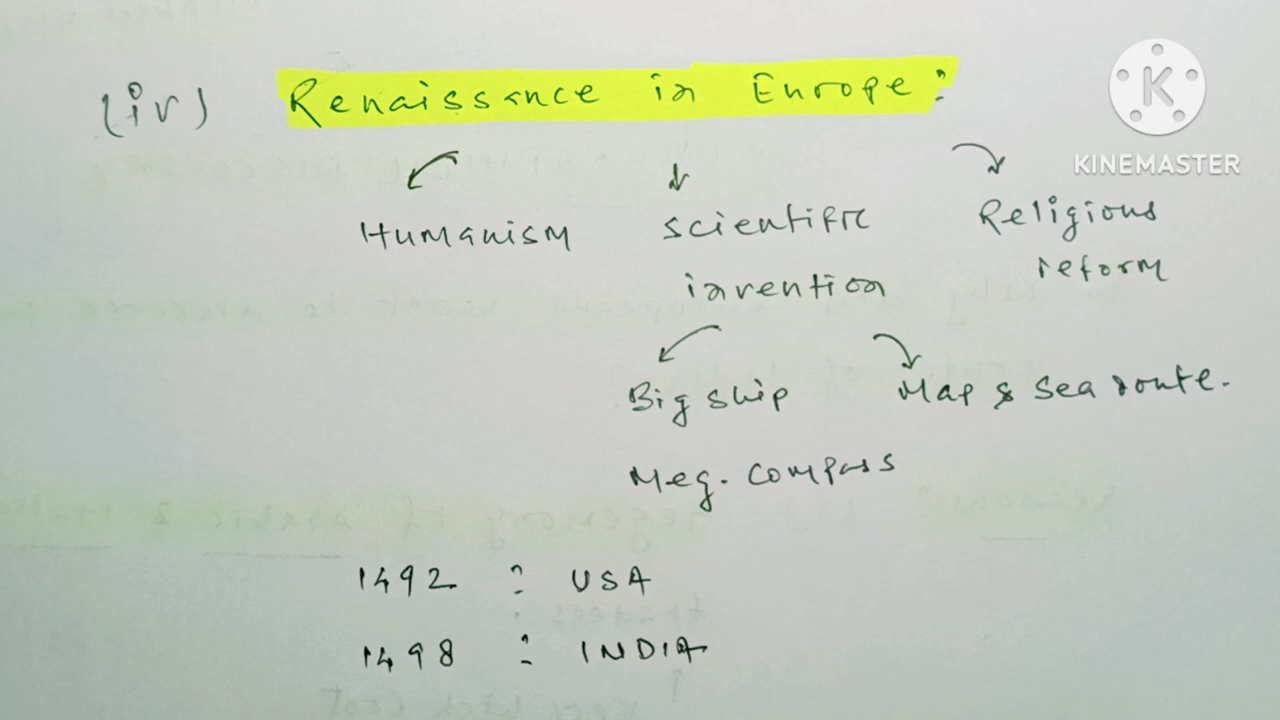 (iv) Renaissance in Europe:
KINEMASTER
Humanism scientific Religious
invention reform
Big ship Map & Sea route.
Meg. compass
1492 : USA
1498 : INDIA